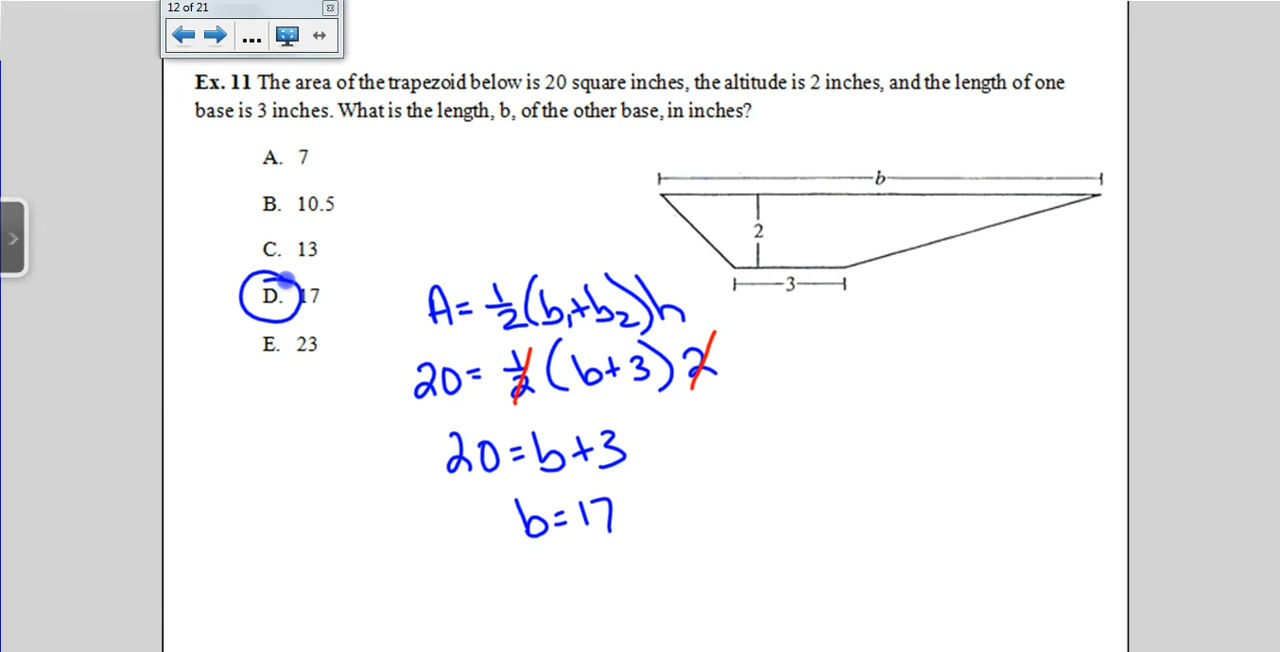 12 of 21
Ex. 11 The area of the trapezoid below is 20 square inches, the altitude is 2 inches, and the length of one
base is 3 inches. What is the length, b, of the other base, in inches?
A. 7
B. 10.5
C. 13
D. 17
E. 23
b
2
3
A = 1/2 (b₁+b₂)h
20 = 1/2 (b+3) 2
20 = b+3
b = 17